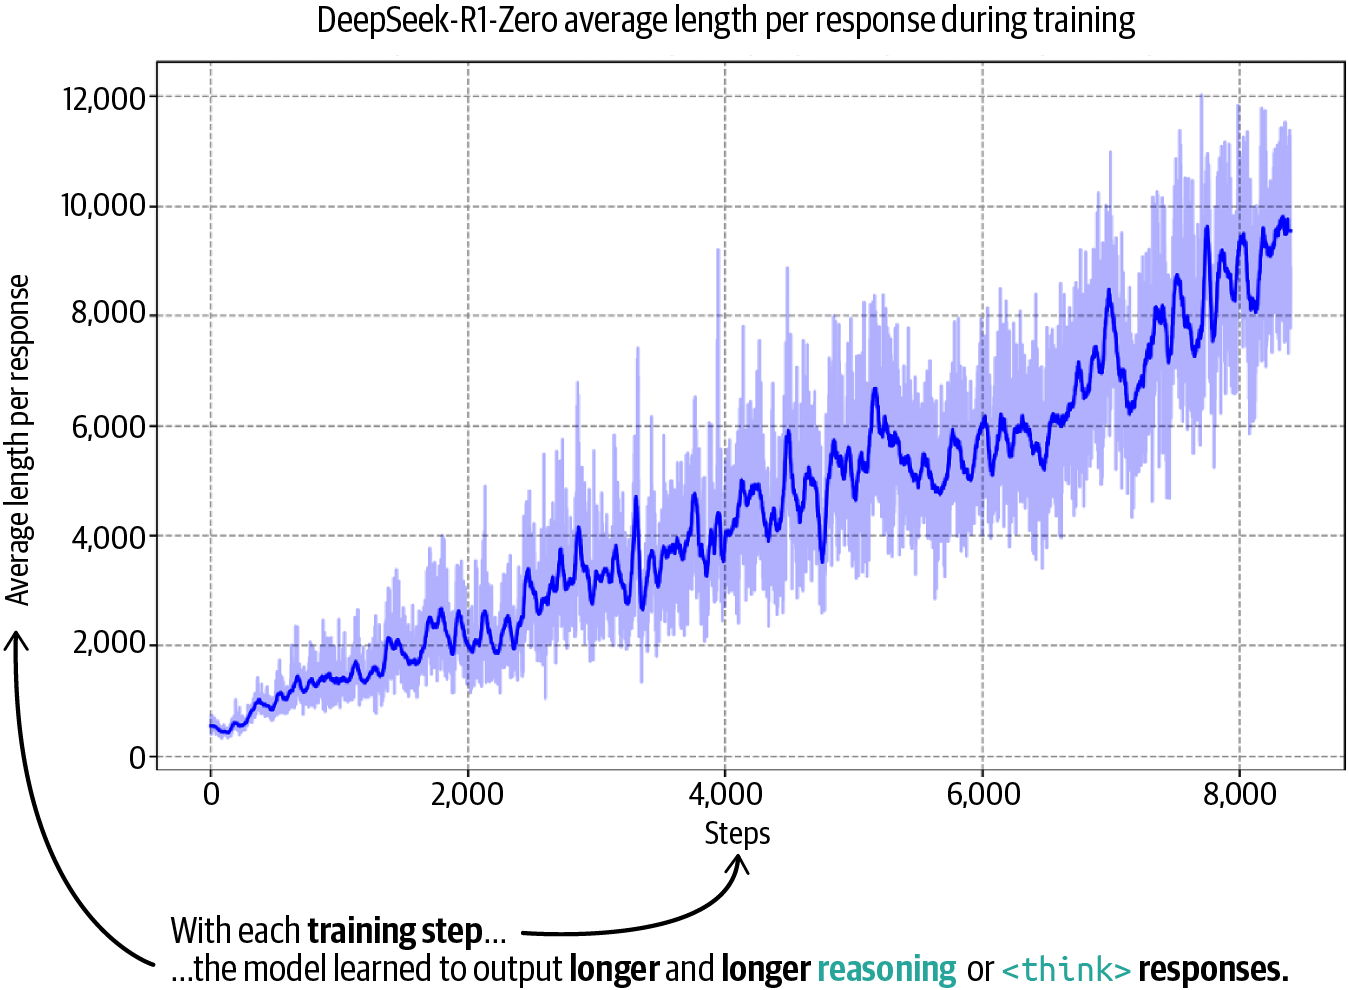 DeepSeek-R1-Zero average length per response during training
12,000
10,000
8,000
6,000
4,000
2,000
0
Average length per response
0
2,000
4,000
6,000
8,000
Steps
With each training step...
...the model learned to output longer and longer reasoning or <think> responses.